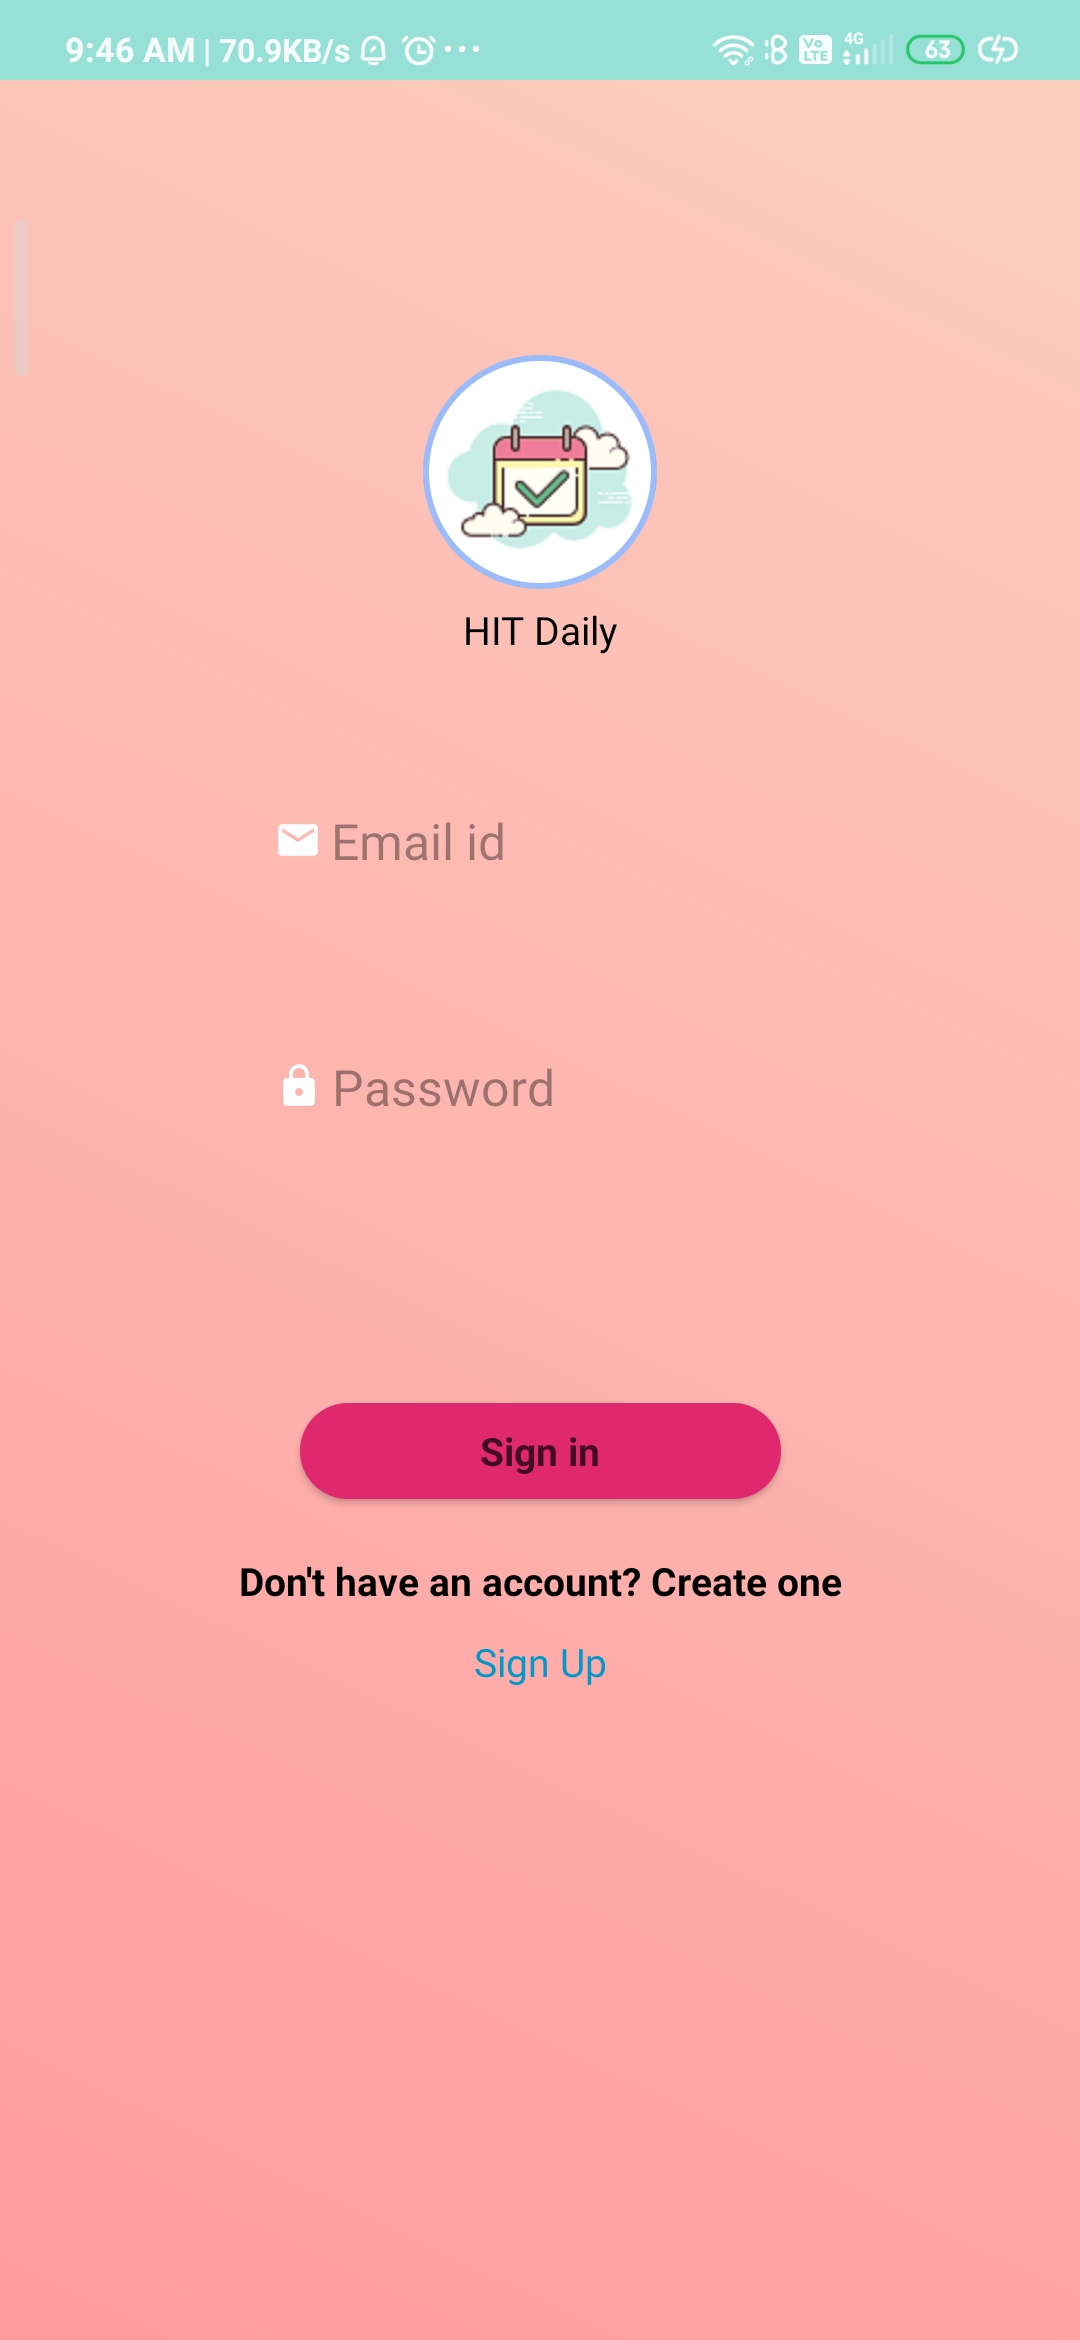 9:46 AM | 70.9KB/s ... Vo LTE 4G 63
HIT Daily
Email id
Password
Sign in
Don't have an account? Create one
Sign Up